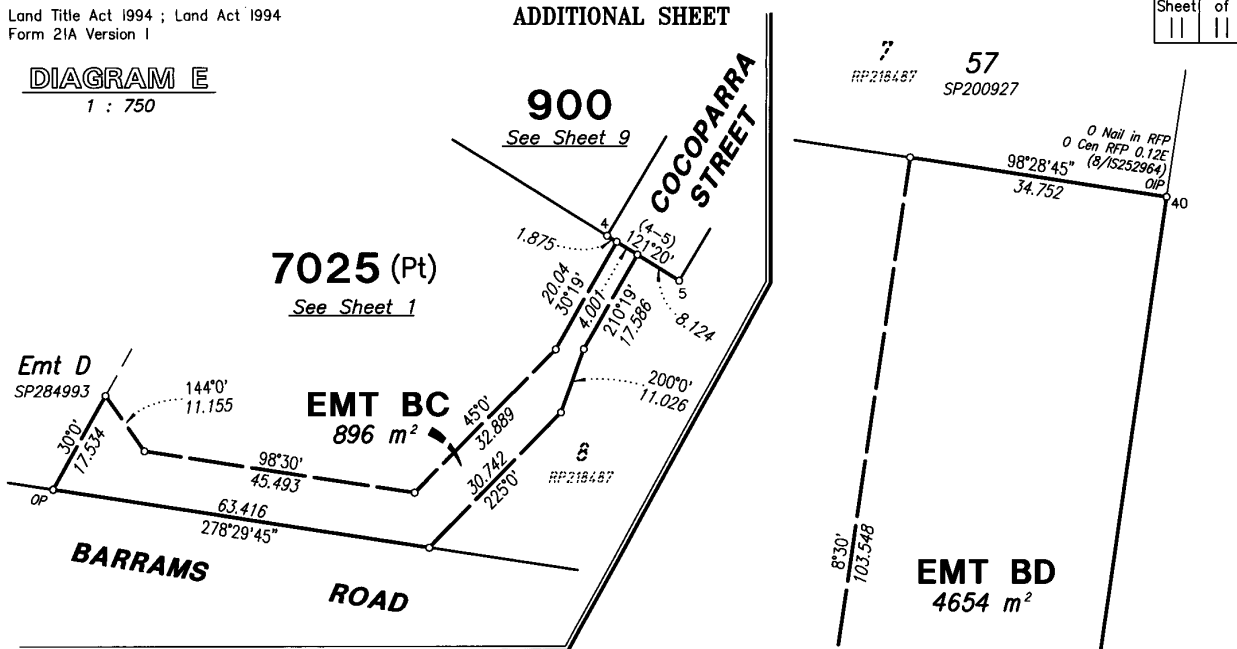 Land Title Act 1994 ; Land Act 1994
Form 21A Version 1
ADDITIONAL SHEET
Sheet of
11 11
DIAGRAM E
1 : 750
900
See Sheet 9
COCOPARRA
STREET
7025 (Pt)
See Sheet 1
4
(4-5)
121°20'
1.875
5
8.124
20.04
30°19'
4.001
210°19'
17.586
200°0'
11.026
Emt D
SP284993
144°0'
11.155
30°0'
17.534
EMT BC
896 m²
45°0'
32.889
98°30'
45.493
30.742
225°0'
8
RP218487
OP
63.416
278°29'45"
BARRAMS
ROAD
7
RP218487
57
SP200927
O Nail in RFP
O Cen RFP 0.12E
(8/IS252964)
OIP
98°28'45"
34.752
40
8°30'
103.548
EMT BD
4654 m²